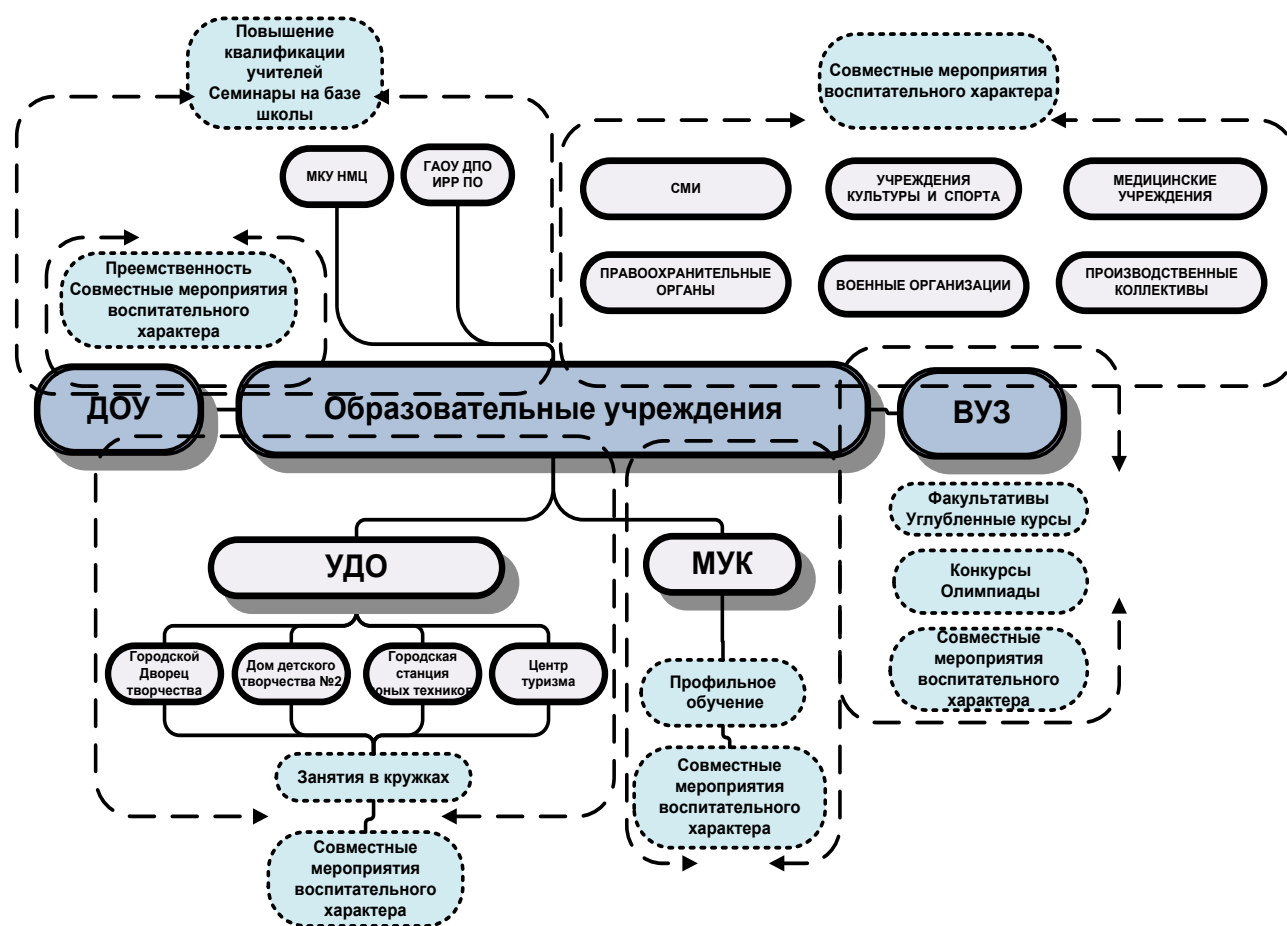 Повышение
квалификации
учителей
Семинары на базе
школы
Совместные мероприятия
воспитательного характера
МКУ НМЦ
ГАОУ ДПО
ИРР ПО
СМИ
УЧРЕЖДЕНИЯ
КУЛЬТУРЫ И СПОРТА
МЕДИЦИНСКИЕ
УЧРЕЖДЕНИЯ
Преемственность
Совместные мероприятия
воспитательного
характера
ПРАВООХРАНИТЕЛЬНЫЕ
ОРГАНЫ
ВОЕННЫЕ ОРГАНИЗАЦИИ
ПРОИЗВОДСТВЕННЫЕ
КОЛЛЕКТИВЫ
ДОУ
Образовательные учреждения
ВУЗ
Факультативы
Углубленные курсы
УДО
МУК
Конкурсы
Олимпиады
Городской
Дворец
творчества
Дом детского
творчества №2
Городская
станция
юных техников
Центр
туризма
Совместные
мероприятия
воспитательного
характера
Профильное
обучение
Занятия в кружках
Совместные
мероприятия
воспитательного
характера
Совместные
мероприятия
воспитательного
характера